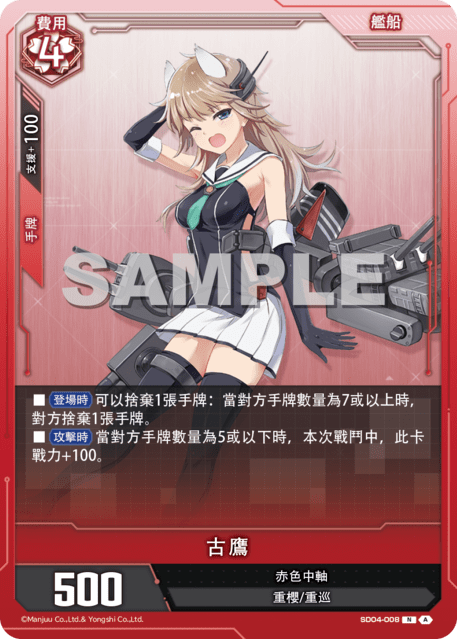 費用
4
艦船
支援+ 100
手牌
SAMPLE
■ 登場時 可以捨棄1張手牌：當對方手牌數量為7或以上時，
對方捨棄1張手牌。
■ 攻擊時 當對方手牌數量為5或以下時，本次戰鬥中，此卡
戰力+100。
古鷹
500
赤色中軸
重櫻/重巡
©Manjuu Co.,Ltd.& Yongshi Co.,Ltd.
SD04-008 N A